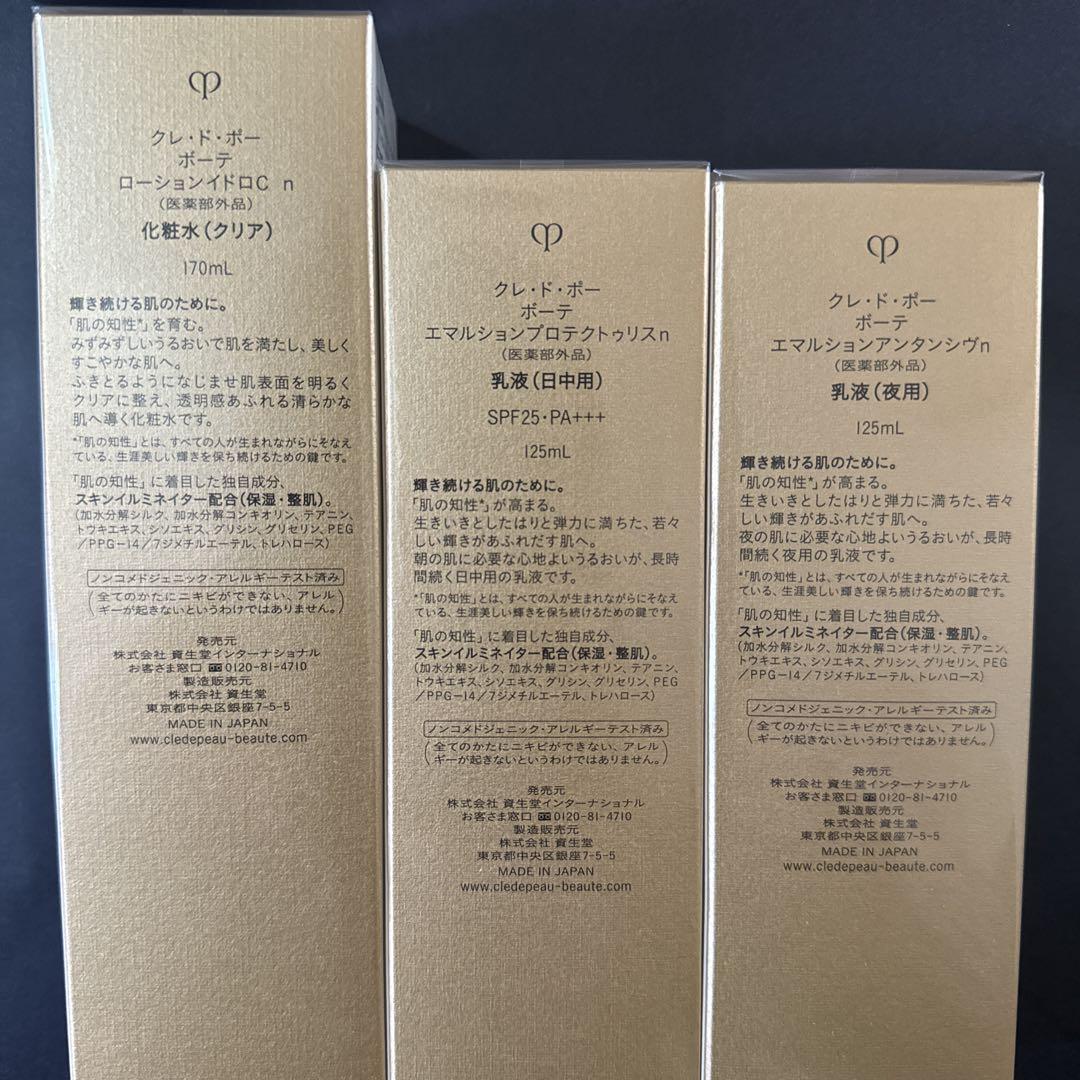 クレ・ド・ポー
ボーテ
ローションイドロC n
(医薬部外品)
化粧水(クリア)
170mL
輝き続ける肌のために。
「肌の知性*」を育む。
みずみずしいうるおいで肌を満たし、美しく
すこやかな肌へ。
ふきとるようになじませ肌表面を明るく
クリアに整え、透明感あふれる清らかな
肌へ導く化粧水です。
*「肌の知性」とは、すべての人が生まれながらにそなえ
ている、生涯美しい輝きを保ち続けるための鍵です。
「肌の知性」に着目した独自成分、
スキンイルミネイター配合(保湿・整肌)。
(加水分解シルク、加水分解コンキオリン、テアニン、
トウキエキス、シソエキス、グリシン、グリセリン、PEG
/PPG-14/7ジメチルエーテル、トレハロース)
ノンコメドジェニック・アレルギーテスト済み
(全てのかたにニキビができない、アレル
ギーが起きないというわけではありません。)
発売元
株式会社 資生堂インターナショナル
お客さま窓口 0120-81-4710
製造販売元
株式会社 資生堂
東京都中央区銀座7-5-5
MADE IN JAPAN
www.cledepeau-beaute.com
クレ・ド・ポー
ボーテ
エマルションプロテクトゥリスn
(医薬部外品)
乳液(日中用)
SPF25・PA+++
125mL
輝き続ける肌のために。
「肌の知性*」が高まる。
生きいきとしたはりと弾力に満ちた、若々
しい輝きがあふれだす肌へ。
朝の肌に必要な心地よいうるおいが、長時
間続く日中用の乳液です。
*「肌の知性」とは、すべての人が生まれながらにそなえ
ている、生涯美しい輝きを保ち続けるための鍵です。
「肌の知性」に着目した独自成分、
スキンイルミネイター配合(保湿・整肌)。
(加水分解シルク、加水分解コンキオリン、テアニン、
トウキエキス、シソエキス、グリシン、グリセリン、PEG
/PPG-14/7ジメチルエーテル、トレハロース)
ノンコメドジェニック・アレルギーテスト済み
(全てのかたにニキビができない、アレル
ギーが起きないというわけではありません。)
発売元
株式会社 資生堂インターナショナル
お客さま窓口 0120-81-4710
製造販売元
株式会社 資生堂
東京都中央区銀座7-5-5
MADE IN JAPAN
www.cledepeau-beaute.com
クレ・ド・ポー
ボーテ
エマルションアンタンシヴn
(医薬部外品)
乳液(夜用)
125mL
輝き続ける肌のために。
「肌の知性*」が高まる。
生きいきとしたはりと弾力に満ちた、若々
しい輝きがあふれだす肌へ。
夜の肌に必要な心地よいうるおいが、長時
間続く夜用の乳液です。
*「肌の知性」とは、すべての人が生まれながらにそなえ
ている、生涯美しい輝きを保ち続けるための鍵です。
「肌の知性」に着目した独自成分、
スキンイルミネイター配合(保湿・整肌)。
(加水分解シルク、加水分解コンキオリン、テアニン、
トウキエキス、シソエキス、グリシン、グリセリン、PEG
/PPG-14/7ジメチルエーテル、トレハロース)
ノンコメドジェニック・アレルギーテスト済み
(全てのかたにニキビができない、アレル
ギーが起きないというわけではありません。)
発売元
株式会社 資生堂インターナショナル
お客さま窓口 0120-81-4710
製造販売元
株式会社 資生堂
東京都中央区銀座7-5-5
MADE IN JAPAN
www.cledepeau-beaute.com